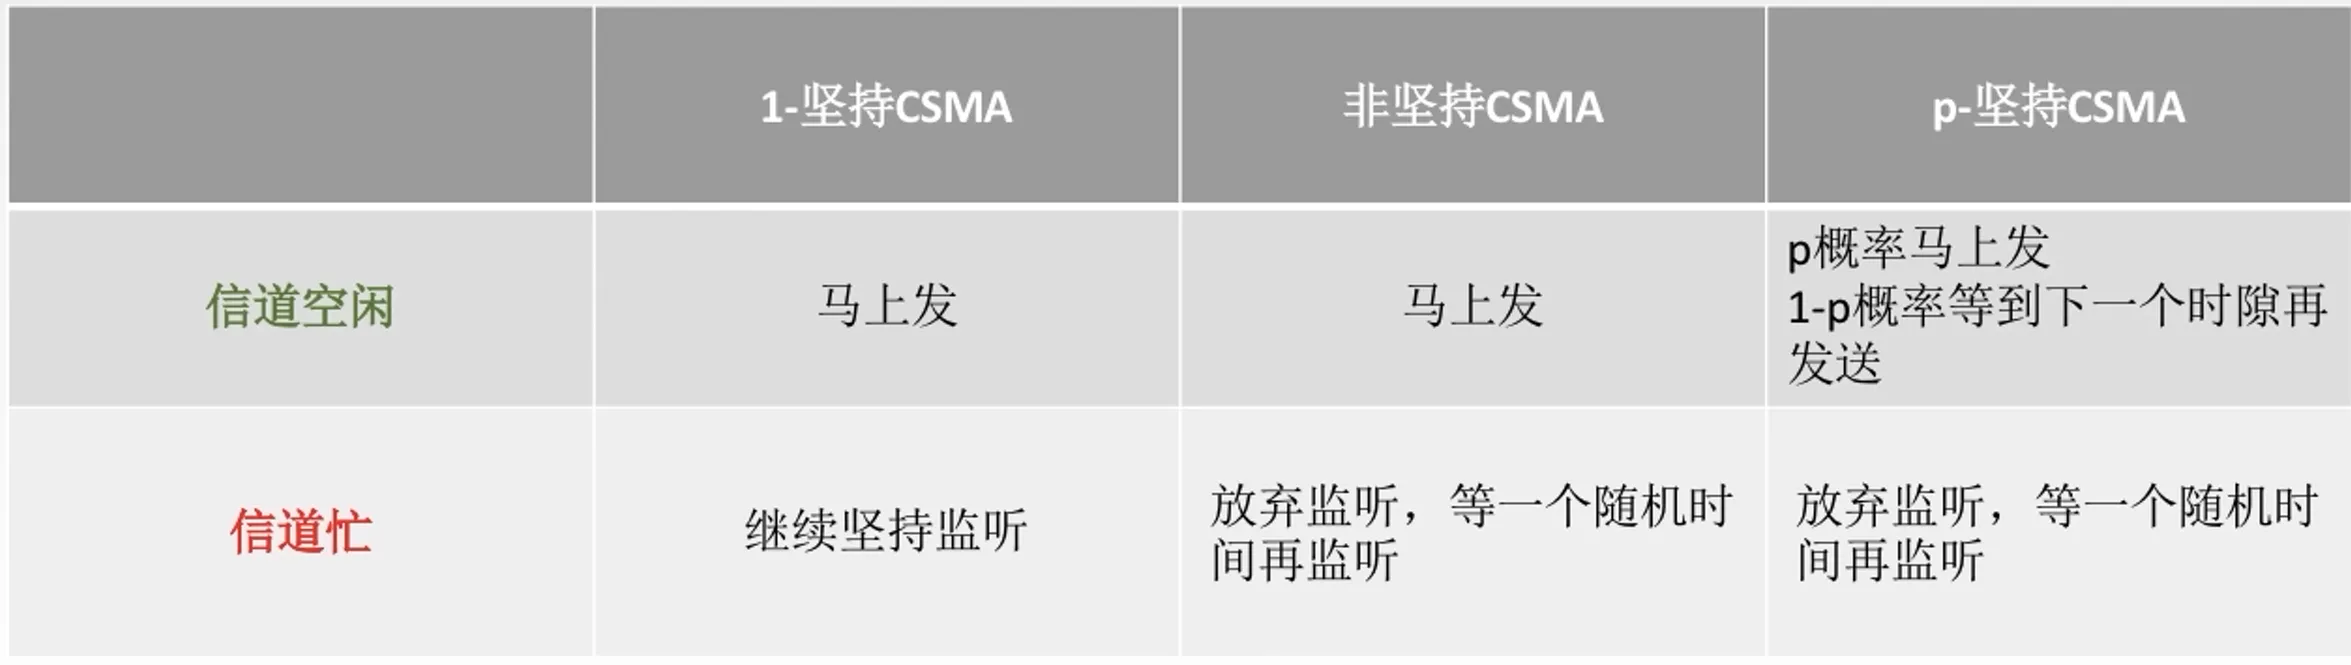 1-坚持CSMA
非坚持CSMA
p-坚持CSMA
信道空闲
马上发
马上发
p概率马上发
1-p概率等到下一个时隙再
发送
信道忙
继续坚持监听
放弃监听，等一个随机时
间再监听
放弃监听，等一个随机时
间再监听